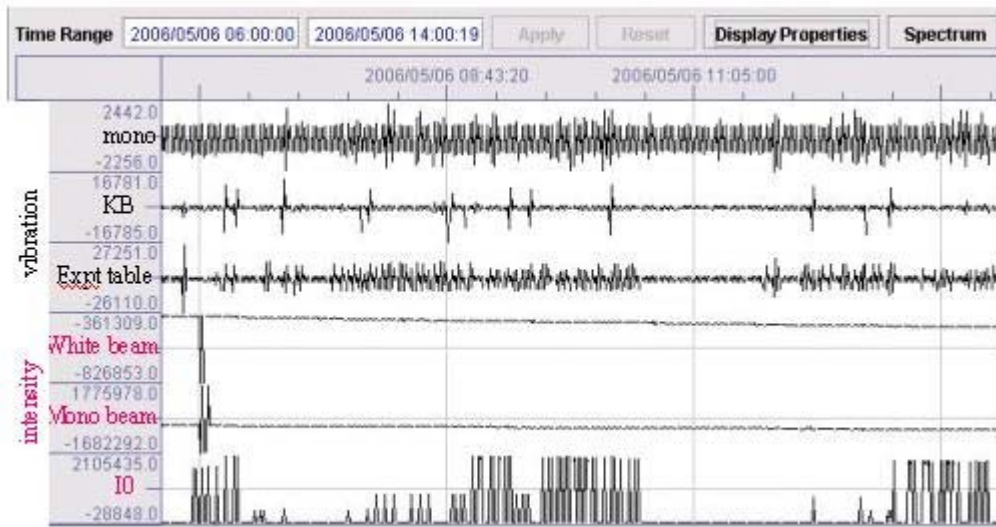 Time Range 2006/05/06 06:00:00 2006/05/06 14:00:19 Apply Reset Display Properties Spectrum
2006/05/06 08:43:20 2006/05/06 11:05:00
vibration
2442.0
mono
-2256.0
16781.0
KB
-16785.0
27251.0
Expt table
-26110.0
intensity
-361309.0
White beam
-826853.0
1775978.0
Mono beam
-1682292.0
2105435.0
I0
-28848.0